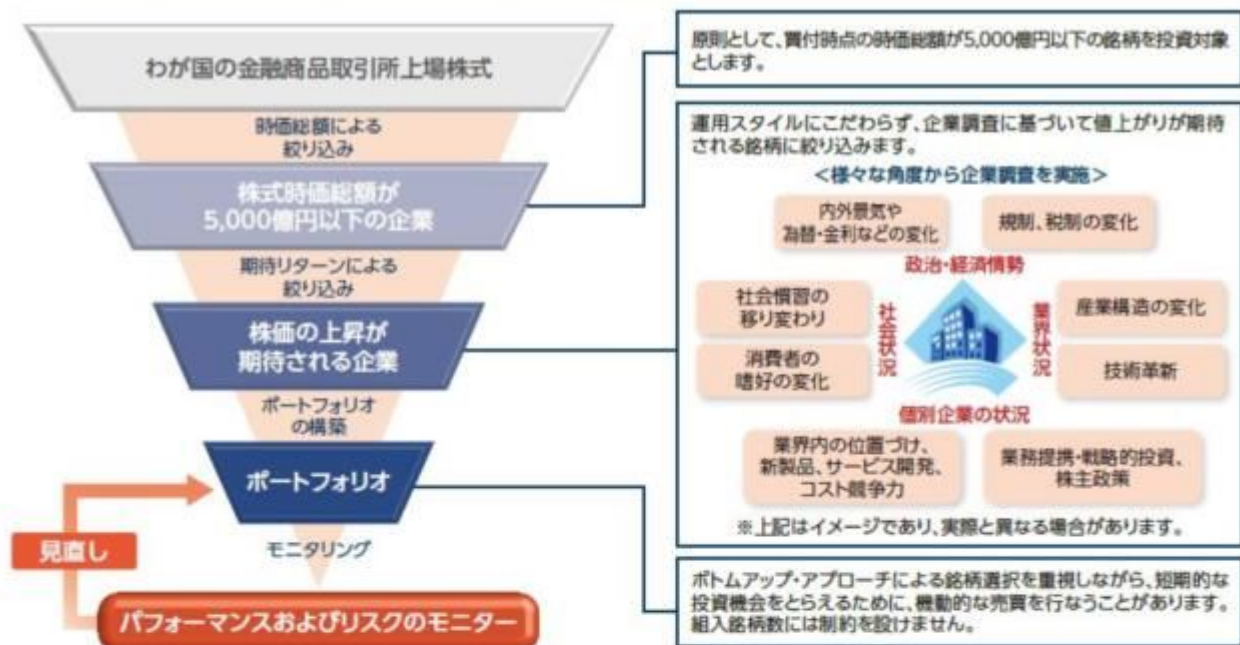 わが国の金融商品取引所上場株式
時価総額による
絞り込み
株式時価総額が
5,000億円以下の企業
期待リターンによる
絞り込み
株価の上昇が
期待される企業
ポートフォリオ
の構築
ポートフォリオ
見直し
モニタリング
パフォーマンスおよびリスクのモニター
原則として、買付時点の時価総額が5,000億円以下の銘柄を投資対象
とします。
運用スタイルにこだわらず、企業調査に基づいて値上がりが期待
される銘柄に絞り込みます。
<様々な角度から企業調査を実施>
内外景気や
為替・金利などの変化
規制、税制の変化
政治・経済情勢
社会慣習の
移り変わり
消費者の
嗜好の変化
社会状況
業界状況
産業構造の変化
技術革新
個別企業の状況
業界内の位置づけ、
新製品、サービス開発、
コスト競争力
業務提携・戦略的投資、
株主政策
※上記はイメージであり、実際と異なる場合があります。
ボトムアップ・アプローチによる銘柄選択を重視しながら、短期的な
投資機会をとらえるために、機動的な売買を行なうことがあります。
組入銘柄数には制約を設けません。